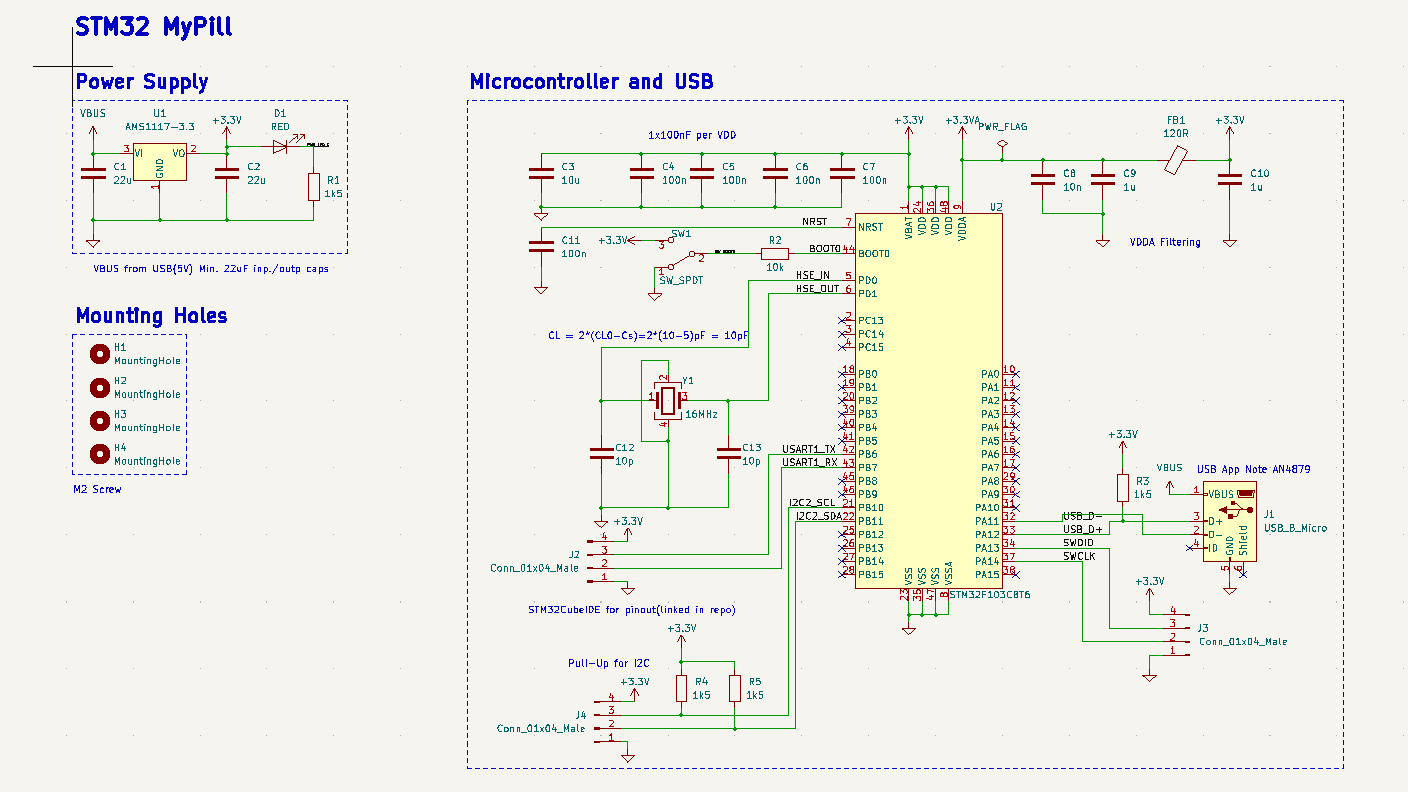 STM32 MyPill
Power Supply
VBUS
U1
AMS1117-3.3
+3.3V
D1
RED
3
VI
VO
2
GND
1
C1
22u
C2
22u
R1
1k5
VBUS from USB(5V) Min. 22uF inp./outp caps
Mounting Holes
H1
MountingHole
H2
MountingHole
H3
MountingHole
H4
MountingHole
M2 Screw
Microcontroller and USB
1x100nF per VDD
C3
10u
C4
100n
C5
100n
C6
100n
C7
100n
+3.3V
+3.3VA
PWR_FLAG
FB1
120R
+3.3V
C8
10n
C9
1u
C10
1u
VDDA Filtering
C11
100n
+3.3V
SW1
3
2
1
SW_SPDT
R2
10k
NRST
BOOT0
HSE_IN
HSE_OUT
CL = 2*(CL0-Cs)=2*(10-5)pF = 10pF
Y1
16MHz
1
2
3
4
C12
10p
C13
10p
USART1_TX
USART1_RX
I2C2_SCL
I2C2_SDA
U2
1
24
36
48
9
VBAT
VDD
VDD
VDD
VDDA
7
NRST
44
BOOT0
5
PD0
6
PD1
2
PC13
3
PC14
4
PC15
18
PB0
19
PB1
20
PB2
39
PB3
40
PB4
41
PB5
42
PB6
43
PB7
45
PB8
46
PB9
21
PB10
22
PB11
25
PB12
26
PB13
27
PB14
28
PB15
PA0
10
PA1
11
PA2
12
PA3
13
PA4
14
PA5
15
PA6
16
PA7
17
PA8
29
PA9
30
PA10
31
PA11
32
PA12
33
PA13
34
PA14
37
PA15
38
VSS
VSS
VSS
VSSA
23
35
47
8
STM32F103C8T6
USB_D-
USB_D+
SWDIO
SWCLK
+3.3V
R3
1k5
VBUS
USB App Note AN4879
1
VBUS
3
D+
2
D-
4
ID
GND
Shield
5
6
J1
USB_B_Micro
+3.3V
4
3
2
1
J3
Conn_01x04_Male
+3.3V
4
3
2
1
J2
Conn_01x04_Male
STM32CubeIDE for pinout(linked in repo)
+3.3V
Pull-Up for I2C
+3.3V
R4
1k5
R5
1k5
4
3
2
1
J4
Conn_01x04_Male